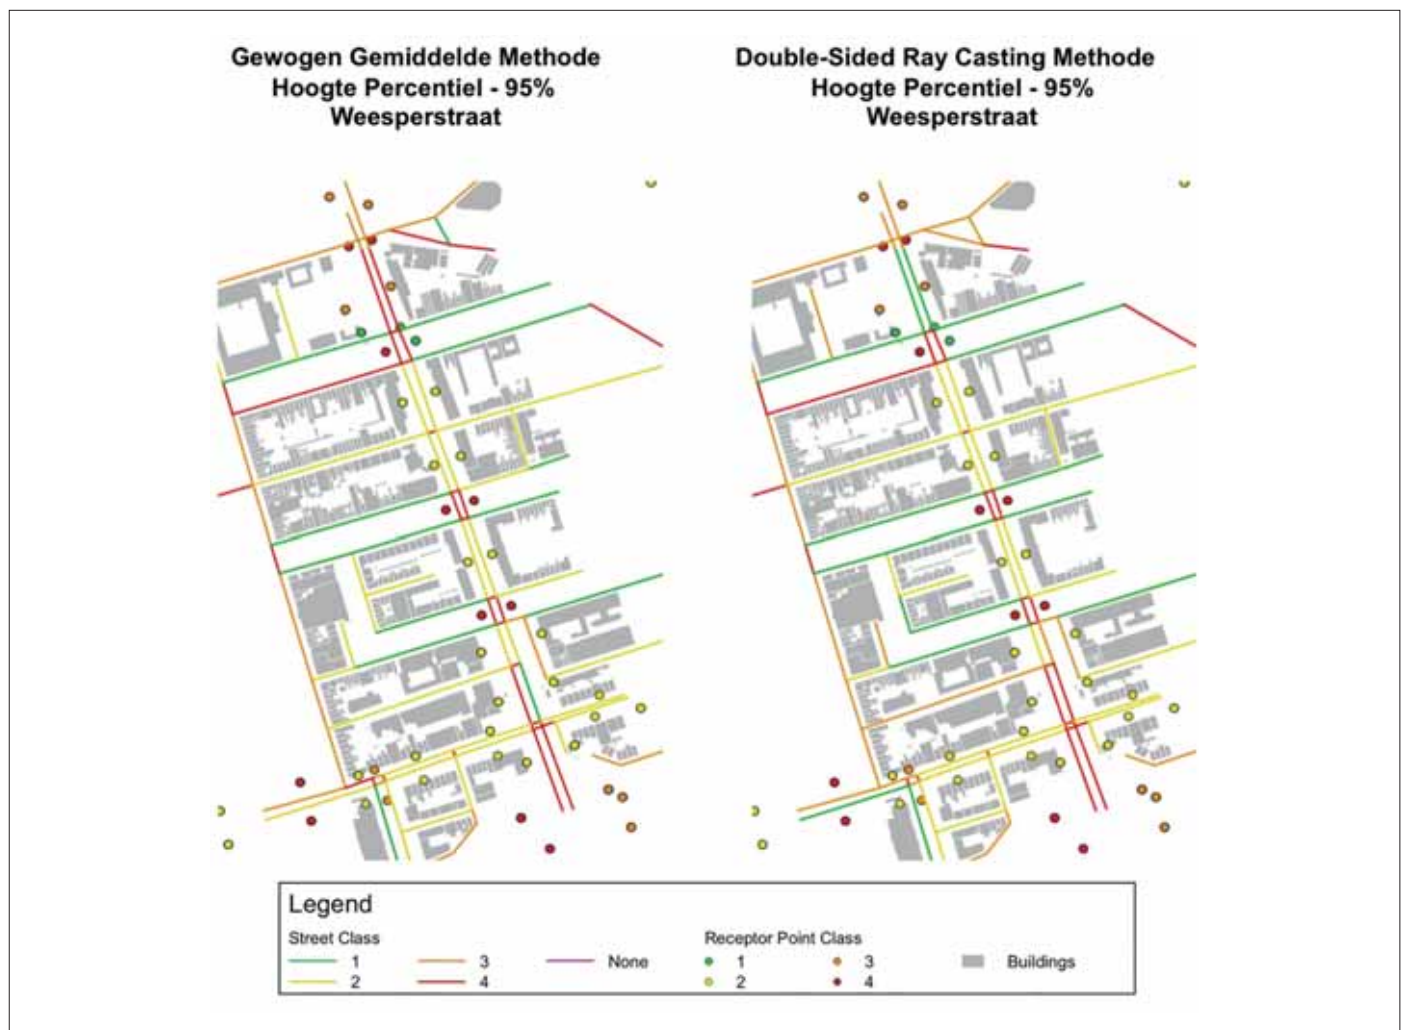 Gewogen Gemiddelde Methode
Hoogte Percentiel - 95%
Weesperstraat
Double-Sided Ray Casting Methode
Hoogte Percentiel - 95%
Weesperstraat
Legend
Street Class
1
2
3
4
None
Receptor Point Class
1
2
3
4
Buildings